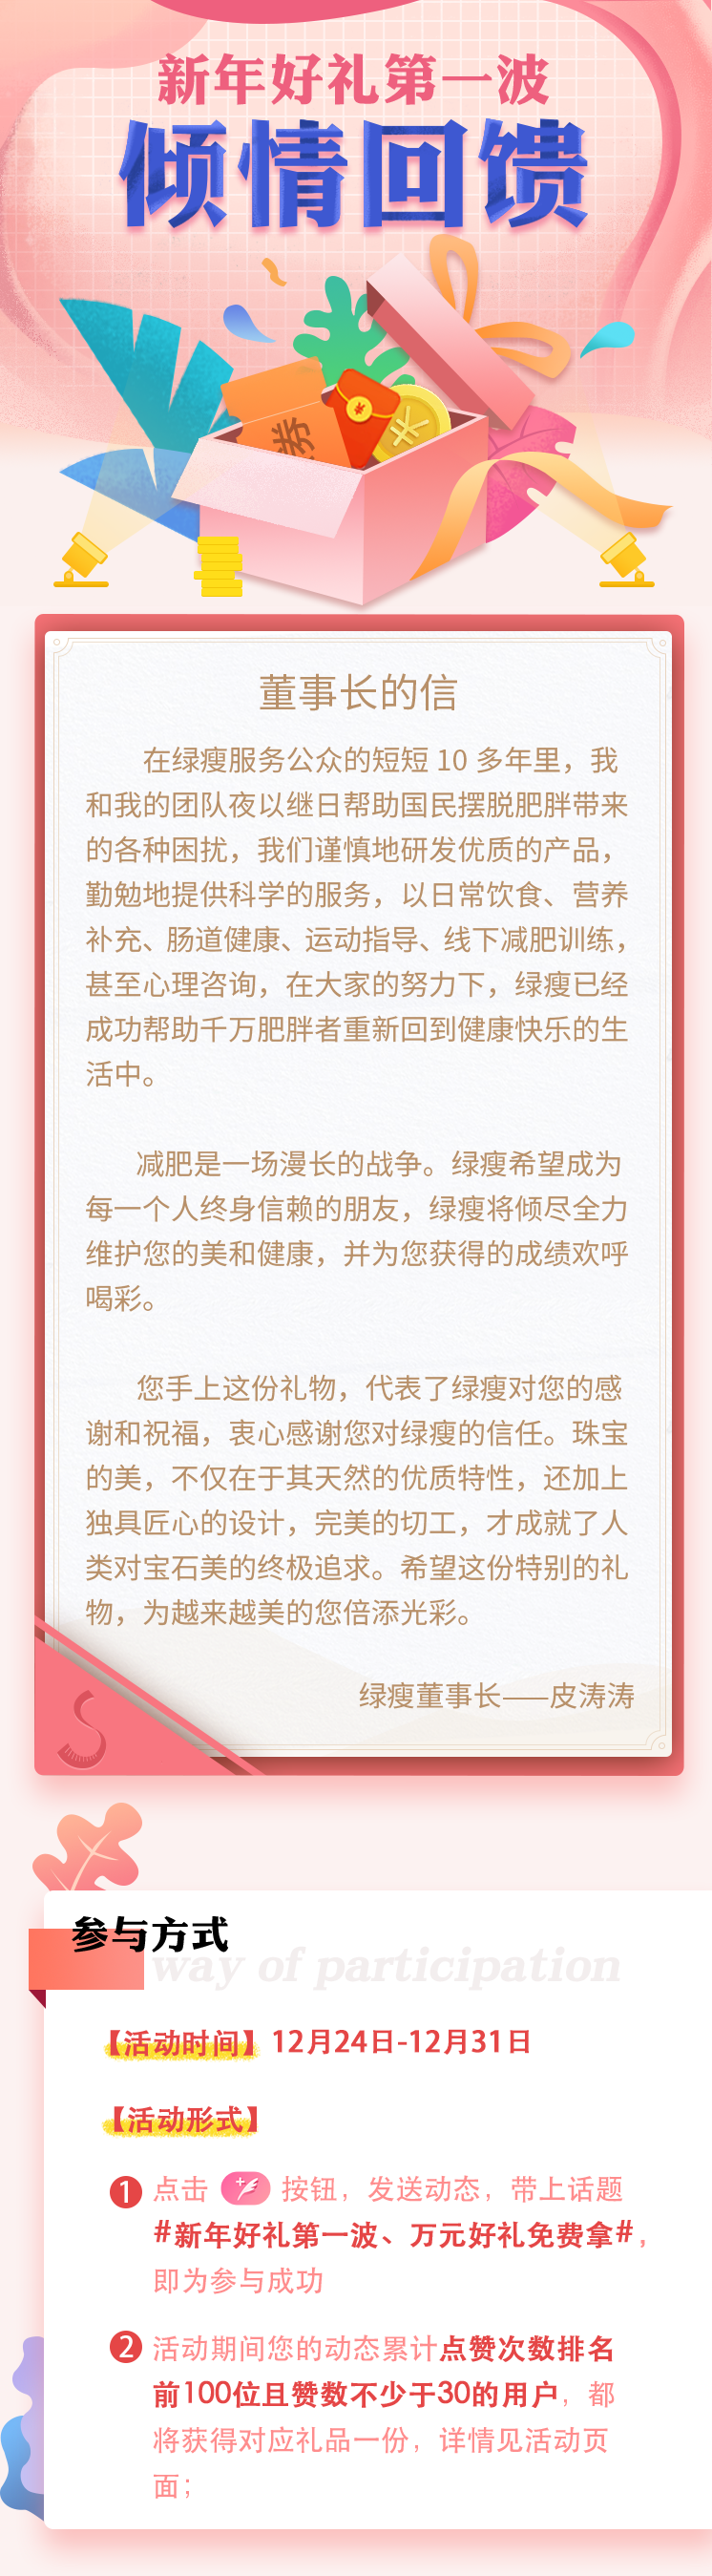 新年好礼第一波
倾情回馈
券
董事长的信
在绿瘦服务公众的短短 10 多年里，我
和我的团队夜以继日帮助国民摆脱肥胖带来
的各种困扰，我们谨慎地研发优质的产品，
勤勉地提供科学的服务，以日常饮食、营养
补充、肠道健康、运动指导、线下减肥训练，
甚至心理咨询，在大家的努力下，绿瘦已经
成功帮助千万肥胖者重新回到健康快乐的生
活中。
减肥是一场漫长的战争。绿瘦希望成为
每一个人终身信赖的朋友，绿瘦将倾尽全力
维护您的美和健康，并为您获得的成绩欢呼
喝彩。
您手上这份礼物，代表了绿瘦对您的感
谢和祝福，衷心感谢您对绿瘦的信任。珠宝
的美，不仅在于其天然的优质特性，还加上
独具匠心的设计，完美的切工，才成就了人
类对宝石美的终极追求。希望这份特别的礼
物，为越来越美的您倍添光彩。
绿瘦董事长——皮涛涛
参与方式
way of participation
【活动时间】12月24日-12月31日
【活动形式】
1 点击 按钮，发送动态，带上话题
#新年好礼第一波、万元好礼免费拿#，
即为参与成功
2 活动期间您的动态累计点赞次数排名
前100位且赞数不少于30的用户，都
将获得对应礼品一份，详情见活动页
面；